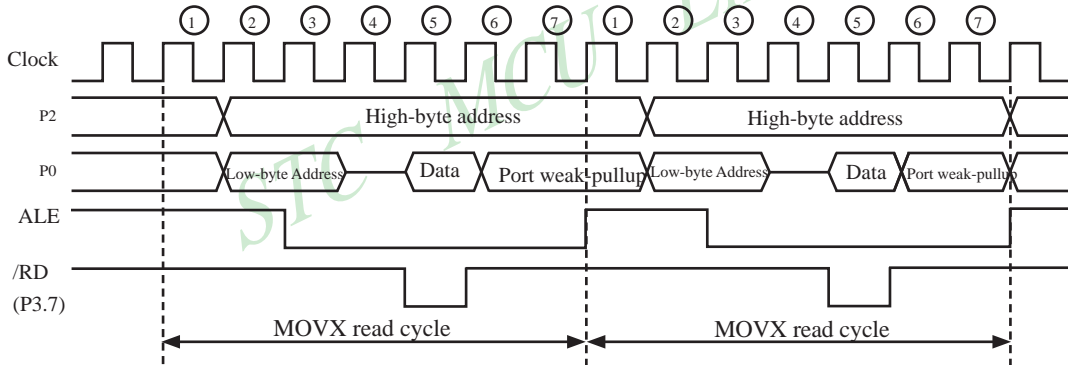 ① ② ③ ④ ⑤ ⑥ ⑦ ① ② ③ ④ ⑤ ⑥ ⑦
Clock
P2 High-byte address High-byte address
P0 Low-byte Address Data Port weak-pullup Low-byte Address Data Port weak-pullup
ALE
/RD
(P3.7)
MOVX read cycle MOVX read cycle
STC MCU